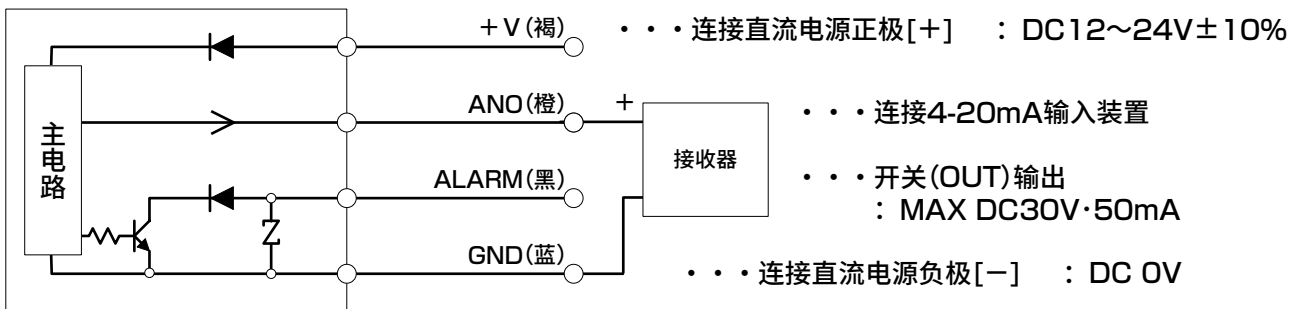 +V(褐) ・・・连接直流电源正极[+] : DC12～24V±10%
ANO(橙) + ・・・连接4-20mA输入装置
主电路
接收器
ALARM(黑) ・・・开关(OUT)输出
: MAX DC30V·50mA
GND(蓝) ・・・连接直流电源负极[－] : DC 0V